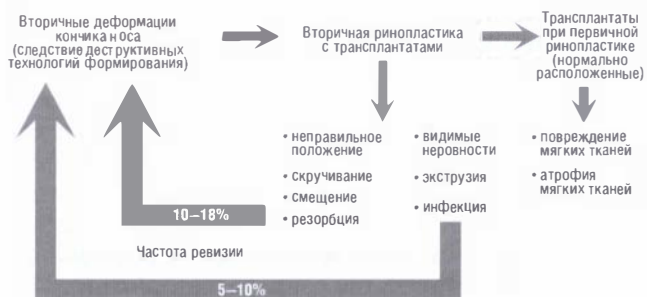 Вторичные деформации
кончика носа
(следствие деструктивных
технологий формирования)
Вторичная ринопластика
с трансплантатами
Трансплантаты
при первичной
ринопластике
(нормально
расположенные)
• неправильное
положение
• скручивание
• смещение
• резорбция
• видимые
неровности
• экструзия
• инфекция
• повреждение
мягких тканей
• атрофия
мягких тканей
10–18%
Частота ревизии
5–10%